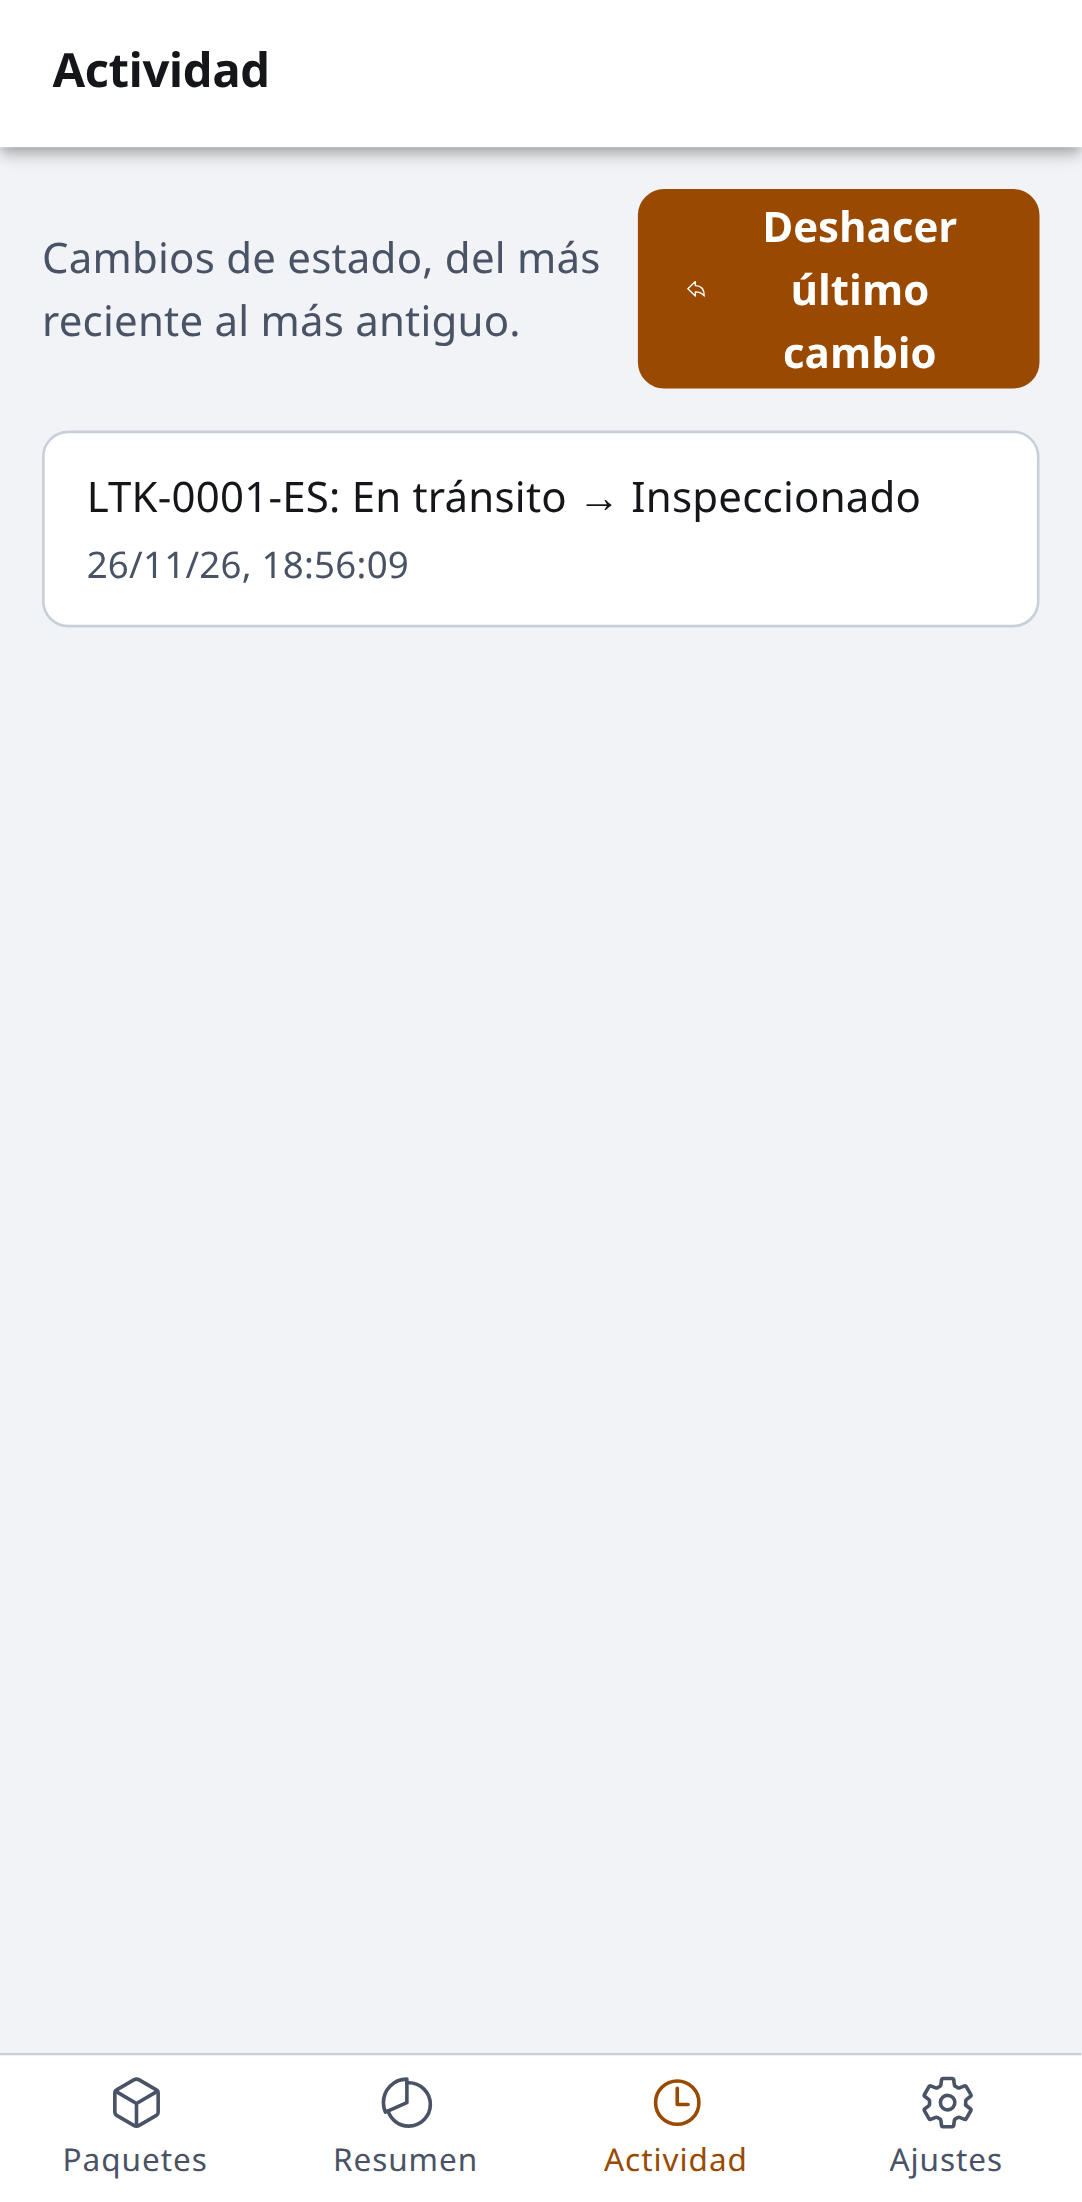 Actividad
Cambios de estado, del más
reciente al más antiguo.
Deshacer
último
cambio
LTK-0001-ES: En tránsito → Inspeccionado
26/11/26, 18:56:09
Paquetes
Resumen
Actividad
Ajustes